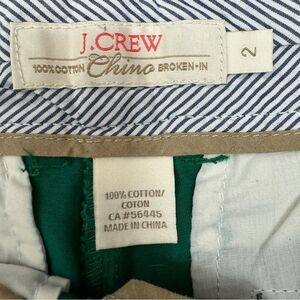 J.CREW
100% COTTON Chino BROKEN-IN
2
100% COTTON/
COTON
CA #56445
MADE IN CHINA